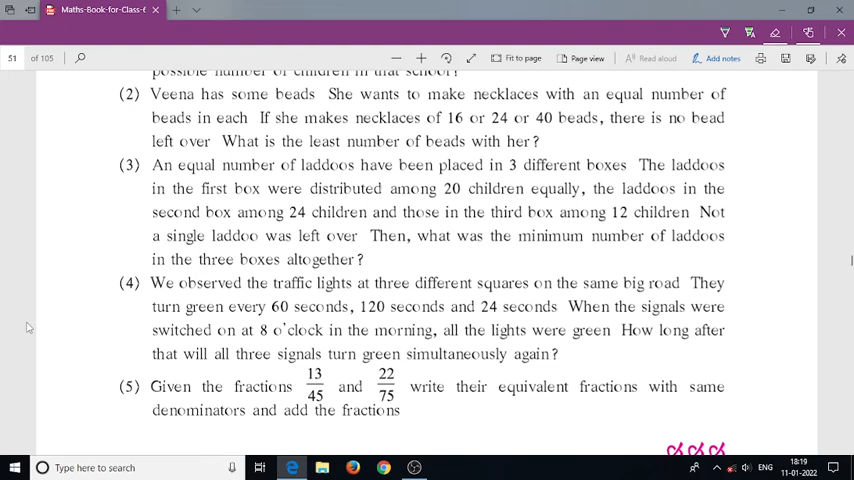 Maths-Book-for-Class-6
51 of 105
Fit to page
Page view
Read aloud
Add notes
possible number of children in that school?
(2) Veena has some beads She wants to make necklaces with an equal number of
beads in each If she makes necklaces of 16 or 24 or 40 beads, there is no bead
left over What is the least number of beads with her?
(3) An equal number of laddoos have been placed in 3 different boxes The laddoos
in the first box were distributed among 20 children equally, the laddoos in the
second box among 24 children and those in the third box among 12 children Not
a single laddoo was left over Then, what was the minimum number of laddoos
in the three boxes altogether?
(4) We observed the traffic lights at three different squares on the same big road They
turn green every 60 seconds, 120 seconds and 24 seconds When the signals were
switched on at 8 o'clock in the morning, all the lights were green How long after
that will all three signals turn green simultaneously again?
(5) Given the fractions 13/45 and 22/75 write their equivalent fractions with same
denominators and add the fractions
Type here to search
ENG
18:19
11-01-2022